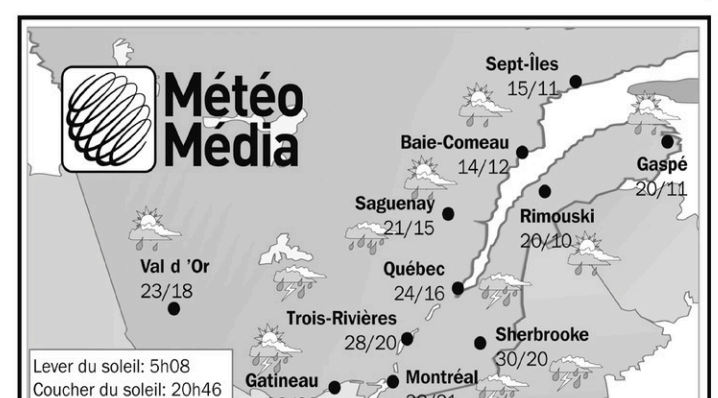 Météo
Média
Sept-Îles
15/11
Baie-Comeau
14/12
Gaspé
20/11
Saguenay
21/15
Rimouski
20/10
Val d 'Or
23/18
Québec
24/16
Trois-Rivières
28/20
Sherbrooke
30/20
Lever du soleil: 5h08
Coucher du soleil: 20h46
Gatineau
Montréal